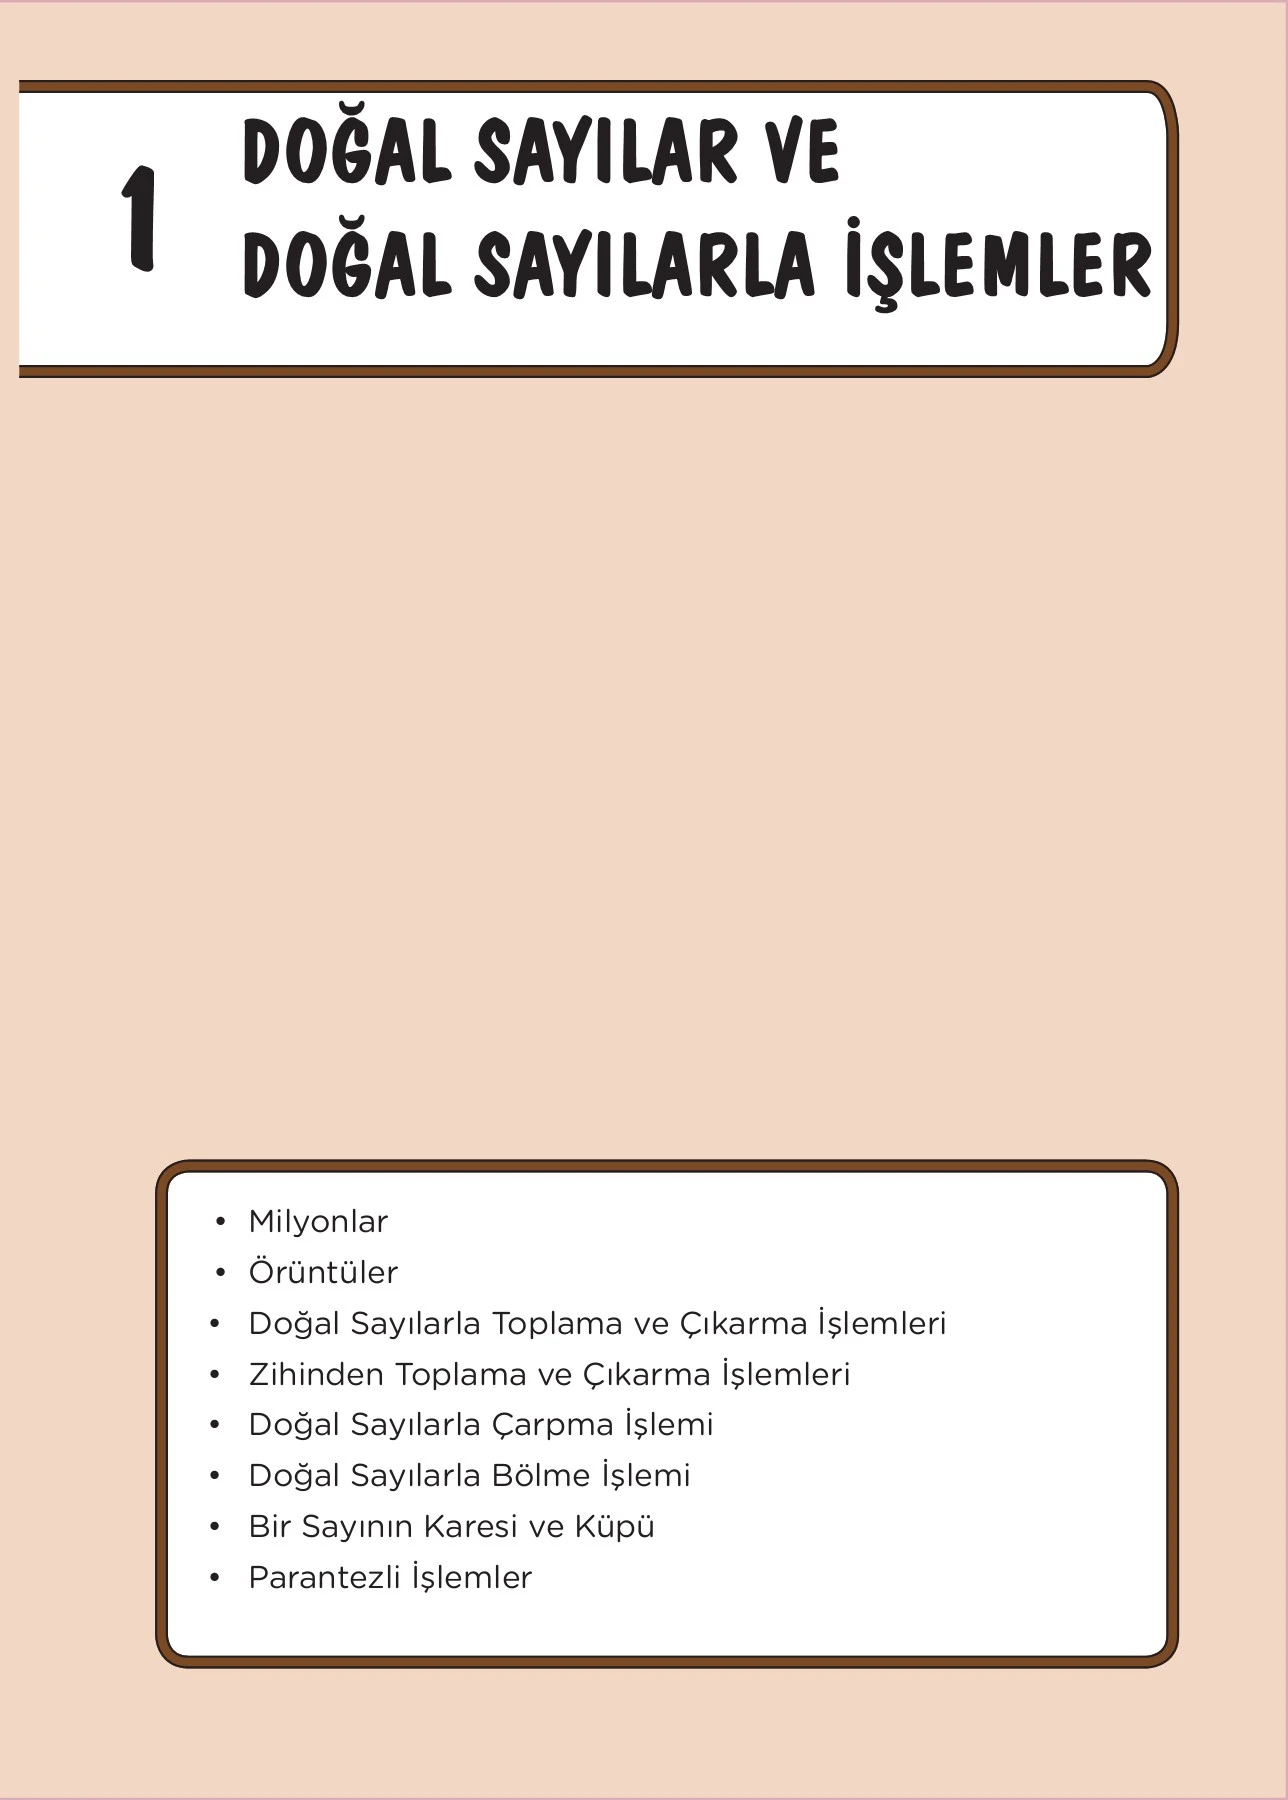 1
DOĞAL SAYILAR VE
DOĞAL SAYILARLA İŞLEMLER
• Milyonlar
• Örüntüler
• Doğal Sayılarla Toplama ve Çıkarma İşlemleri
• Zihinden Toplama ve Çıkarma İşlemleri
• Doğal Sayılarla Çarpma İşlemi
• Doğal Sayılarla Bölme İşlemi
• Bir Sayının Karesi ve Küpü
• Parantezli İşlemler